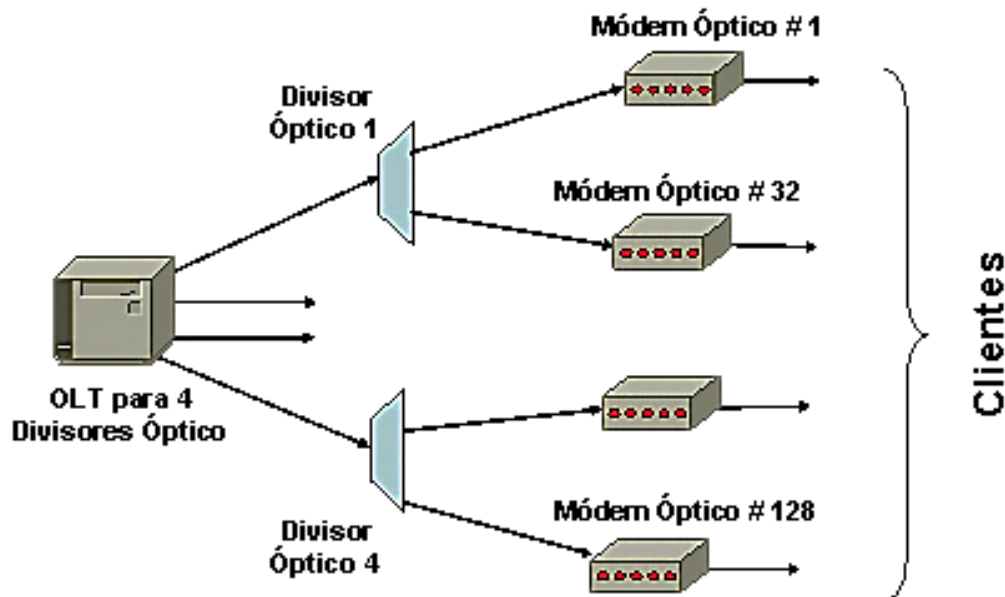 Módem Óptico # 1
Divisor
Óptico 1
Módem Óptico # 32
OLT para 4
Divisores Óptico
Divisor
Óptico 4
Módem Óptico # 128
Clientes